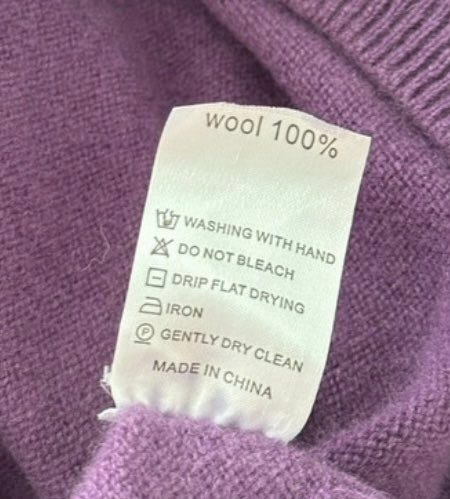 wool 100%
WASHING WITH HAND
DO NOT BLEACH
DRIP FLAT DRYING
IRON
P GENTLY DRY CLEAN
MADE IN CHINA